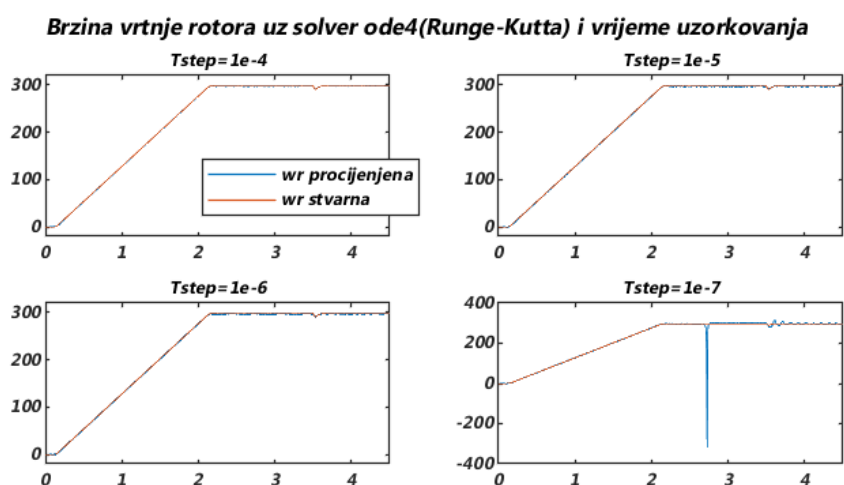 Brzina vrtnje rotora uz solver ode4(Runge-Kutta) i vrijeme uzorkovanja
Tstep=1e-4
300
200
100
0
0 1 2 3 4
wr procijenjena
wr stvarna
Tstep=1e-5
300
200
100
0
0 1 2 3 4
Tstep=1e-6
300
200
100
0
0 1 2 3 4
Tstep=1e-7
400
200
0
-200
-400
0 1 2 3 4